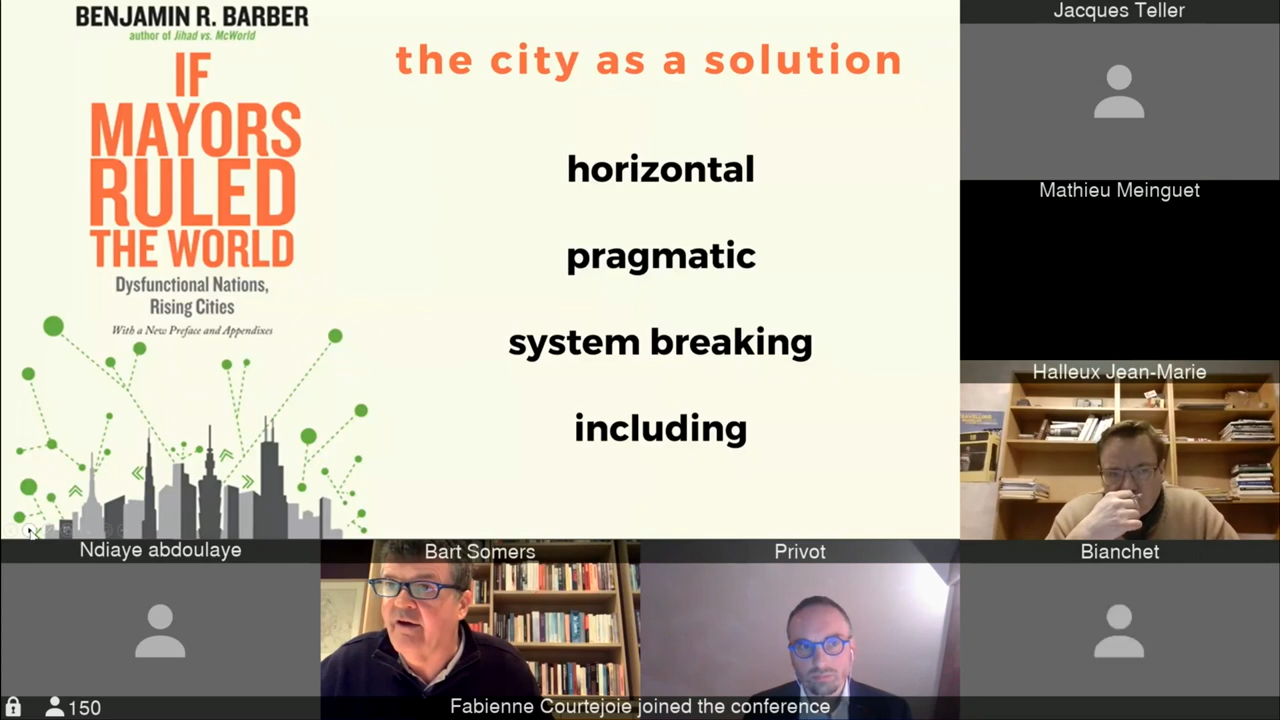 BENJAMIN R. BARBER
author of Jihad vs. McWorld
IF
MAYORS
RULED
THE WORLD
Dysfunctional Nations,
Rising Cities
With a New Preface and Appendixes
the city as a solution
horizontal
pragmatic
system breaking
including
Jacques Teller
Mathieu Meinguet
Halleux Jean-Marie
Ndiaye abdoulaye
Bart Somers
Privot
Bianchet
150
Fabienne Courtejoie joined the conference